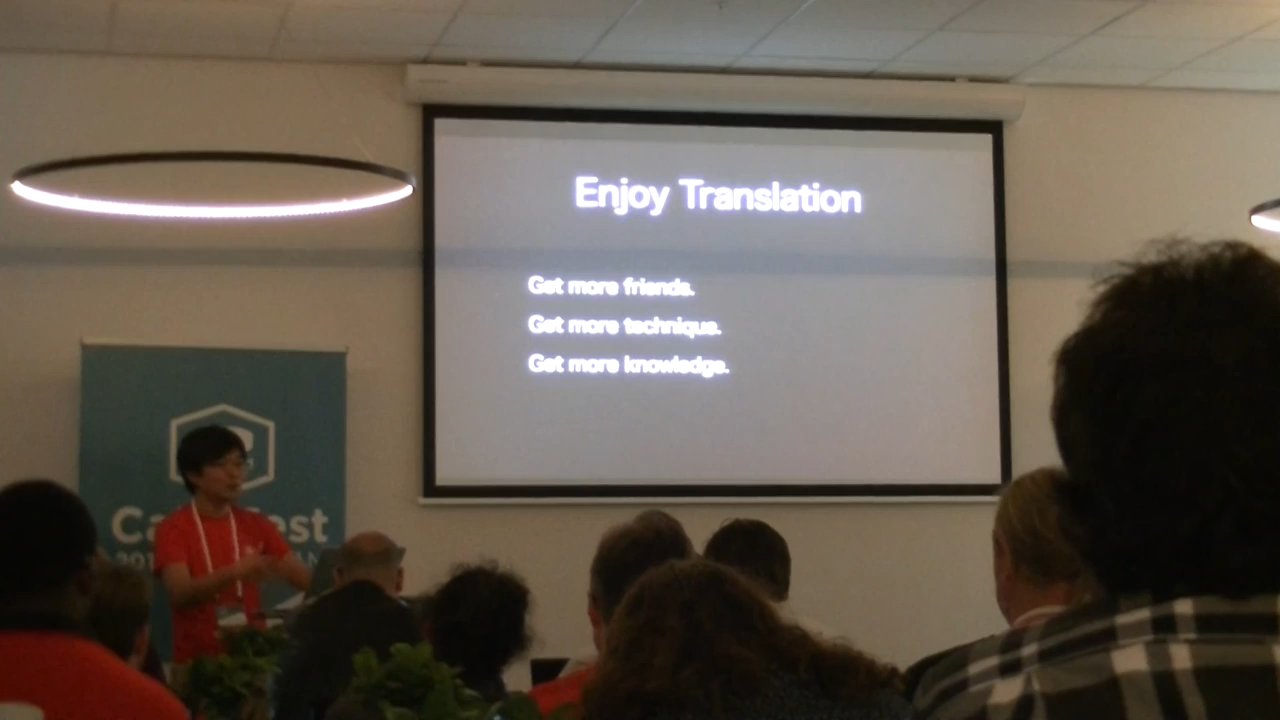 Enjoy Translation
Get more friends.
Get more technique.
Get more knowledge.